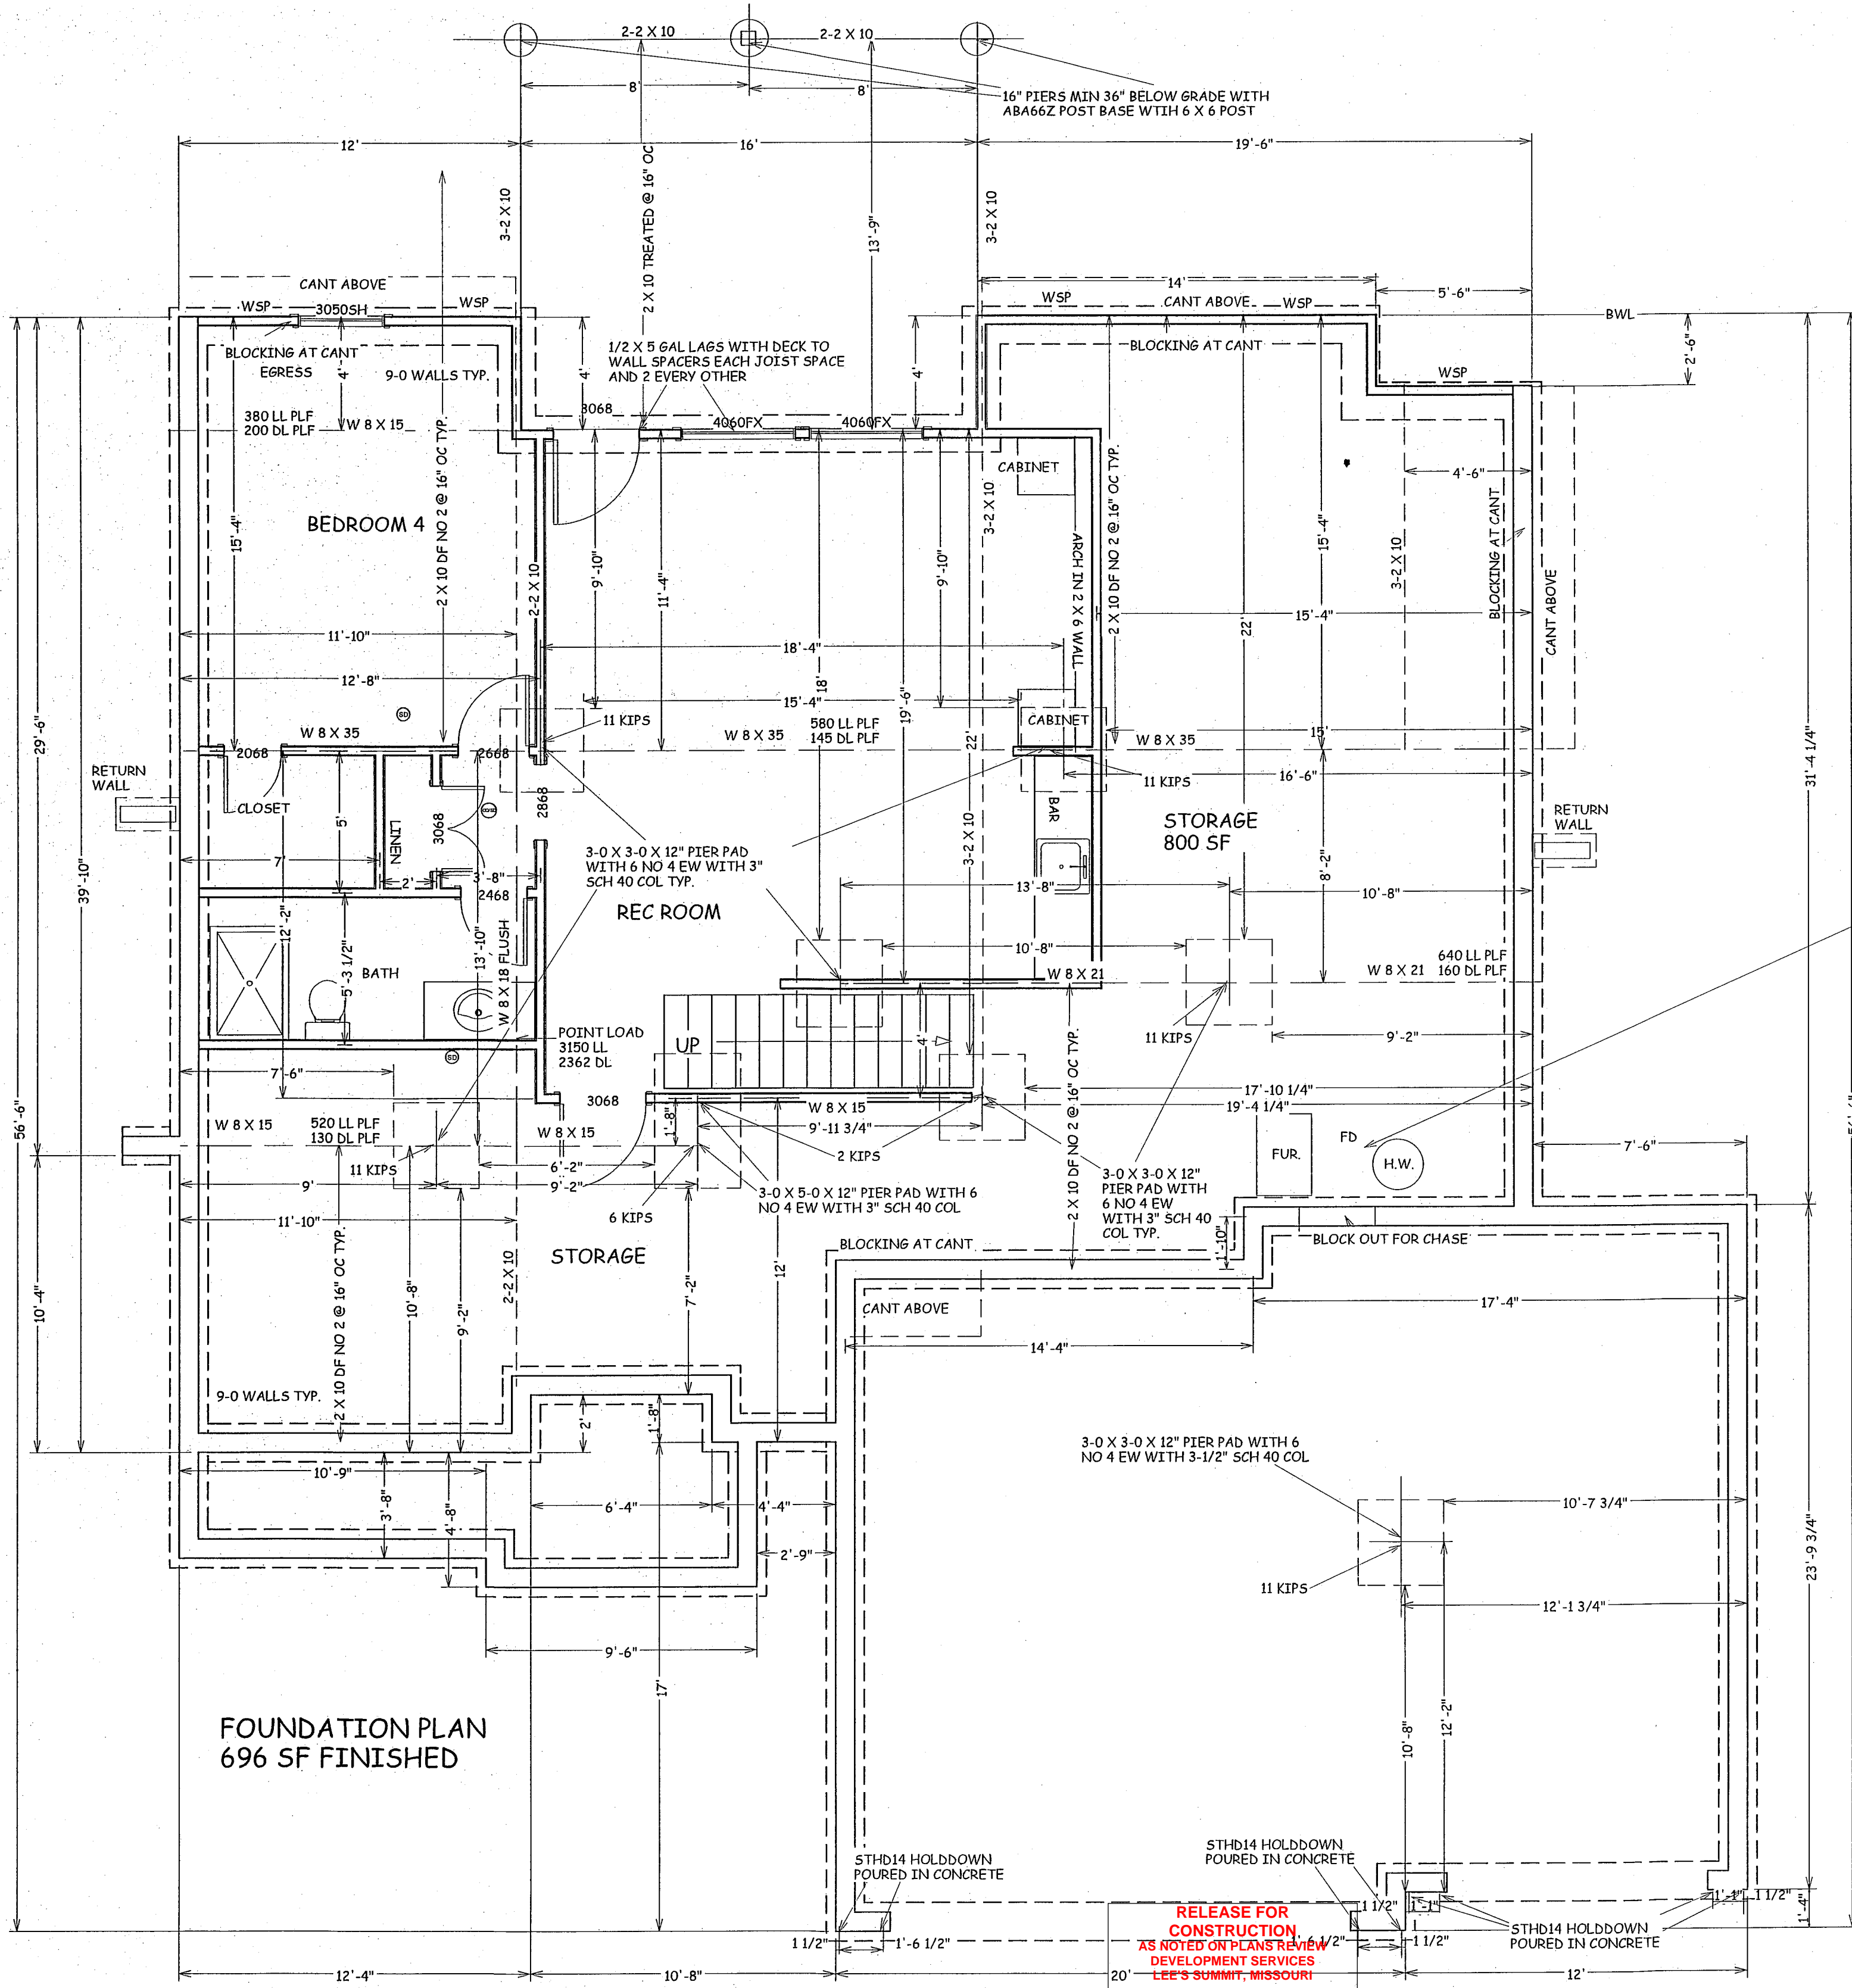 2-2 X 10
2-2 X 10
8'
8'
16" PIERS MIN 36" BELOW GRADE WITH
ABA66Z POST BASE WTIH 6 X 6 POST
12'
16'
19'-6"
3-2 X 10
2 X 10 TREATED @ 16" OC
13'-9"
3-2 X 10
CANT ABOVE
WSP
3050SH
WSP
14'
WSP
CANT ABOVE
WSP
5'-6"
BWL
2'-6"
BLOCKING AT CANT
EGRESS
4'
9-0 WALLS TYP.
4'
1/2 X 5 GAL LAGS WITH DECK TO
WALL SPACERS EACH JOIST SPACE
AND 2 EVERY OTHER
4'
BLOCKING AT CANT
WSP
380 LL PLF
200 DL PLF
W 8 X 15
3068
4060FX
4060FX
CABINET
4'-6"
BEDROOM 4
15'-4"
2 X 10 DF NO 2 @ 16" OC TYP.
2-2 X 10
9'-10"
11'-4"
9'-10"
3-2 X 10
ARCH IN 2 X 6 WALL
2 X 10 DF NO 2 @ 16" OC TYP.
22'
15'-4"
3-2 X 10
BLOCKING AT CANT
CANT ABOVE
15'-4"
11'-10"
12'-8"
18'-4"
15'-4"
18'
19'-6"
22'
SD
11 KIPS
580 LL PLF
145 DL PLF
CABINET
15'
W 8 X 35
2068
2668
W 8 X 35
W 8 X 35
11 KIPS
16'-6"
29'-6"
39'-10"
56'-6"
31'-4 1/4"
RETURN
WALL
CLOSET
5'
LINEN
3068
2868
7'
2'
3'-8"
2468
3-0 X 3-0 X 12" PIER PAD
WITH 6 NO 4 EW WITH 3"
SCH 40 COL TYP.
3-2 X 10
BAR
STORAGE
800 SF
8'-2"
RETURN
WALL
13'-8"
10'-8"
REC ROOM
12'-2"
13'-10"
W 8 X 18 FLUSH
BATH
5'-3 1/2"
10'-8"
W 8 X 21
W 8 X 21
640 LL PLF
160 DL PLF
POINT LOAD
3150 LL
2362 DL
UP
4'
11 KIPS
9'-2"
SD
7'-6"
3068
W 8 X 15
17'-10 1/4"
19'-4 1/4"
W 8 X 15
520 LL PLF
130 DL PLF
W 8 X 15
1'-8"
9'-11 3/4"
2 KIPS
FUR.
FD
H.W.
7'-6"
11 KIPS
6'-2"
9'
9'-2"
3-0 X 5-0 X 12" PIER PAD WITH 6
NO 4 EW WITH 3" SCH 40 COL
3-0 X 3-0 X 12"
PIER PAD WITH
6 NO 4 EW
WITH 3" SCH 40
COL TYP.
6 KIPS
11'-10"
2 X 10 DF NO 2 @ 16" OC TYP.
1'-10"
BLOCK OUT FOR CHASE
BLOCKING AT CANT
STORAGE
10'-4"
2 X 10 DF NO 2 @ 16" OC TYP.
10'-8"
9'-2"
2-2 X 10
7'-2"
12'
CANT ABOVE
17'-4"
14'-4"
9-0 WALLS TYP.
2'
1'-8"
3-0 X 3-0 X 12" PIER PAD WITH 6
NO 4 EW WITH 3-1/2" SCH 40 COL
10'-9"
3'-8"
4'-8"
6'-4"
4'-4"
10'-7 3/4"
2'-9"
11 KIPS
12'-1 3/4"
23'-9 3/4"
9'-6"
17'
10'-8"
12'-2"
FOUNDATION PLAN
696 SF FINISHED
STHD14 HOLDDOWN
POURED IN CONCRETE
STHD14 HOLDDOWN
POURED IN CONCRETE
1 1/2"
1'-1"
1'-1"
1 1/2"
1'-4"
STHD14 HOLDDOWN
POURED IN CONCRETE
1 1/2"
1'-6 1/2"
1'-6 1/2"
1 1/2"
RELEASE FOR
CONSTRUCTION
AS NOTED ON PLANS REVIEW
DEVELOPMENT SERVICES
LEE'S SUMMIT, MISSOURI
12'-4"
10'-8"
20'
12'